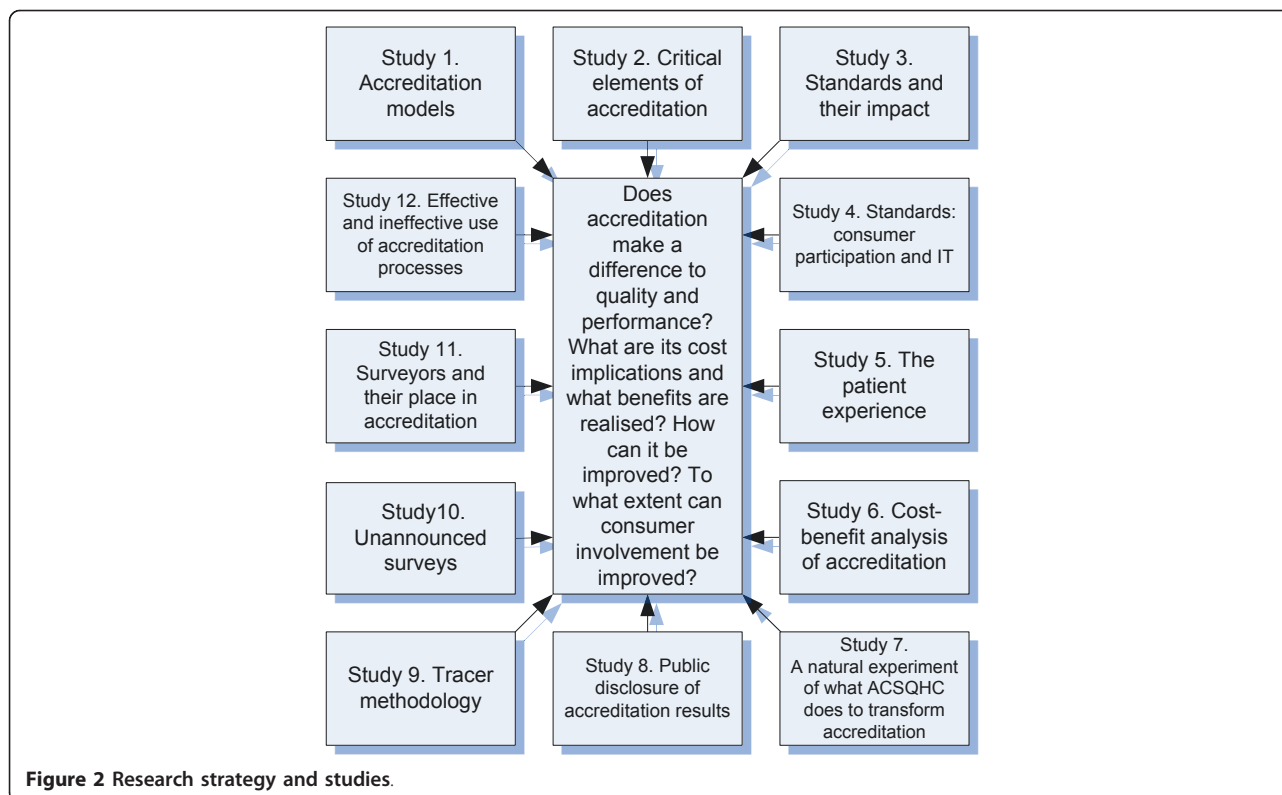 Study 1.
Accreditation
models
Study 2. Critical
elements of
accreditation
Study 3.
Standards and
their impact
Study 12. Effective
and ineffective use
of accreditation
processes
Does
accreditation
make a
difference to
quality and
performance?
What are its cost
implications and
what benefits are
realised? How
can it be
improved? To
what extent can
consumer
involvement be
improved?
Study 4. Standards:
consumer
participation and IT
Study 11.
Surveyors and
their place in
accreditation
Study 5. The
patient
experience
Study10.
Unannounced
surveys
Study 6. Cost-
benefit analysis
of accreditation
Study 9. Tracer
methodology
Study 8. Public
disclosure of
accreditation results
Study 7.
A natural experiment
of what ACSQHC
does to transform
accreditation
Figure 2 Research strategy and studies.